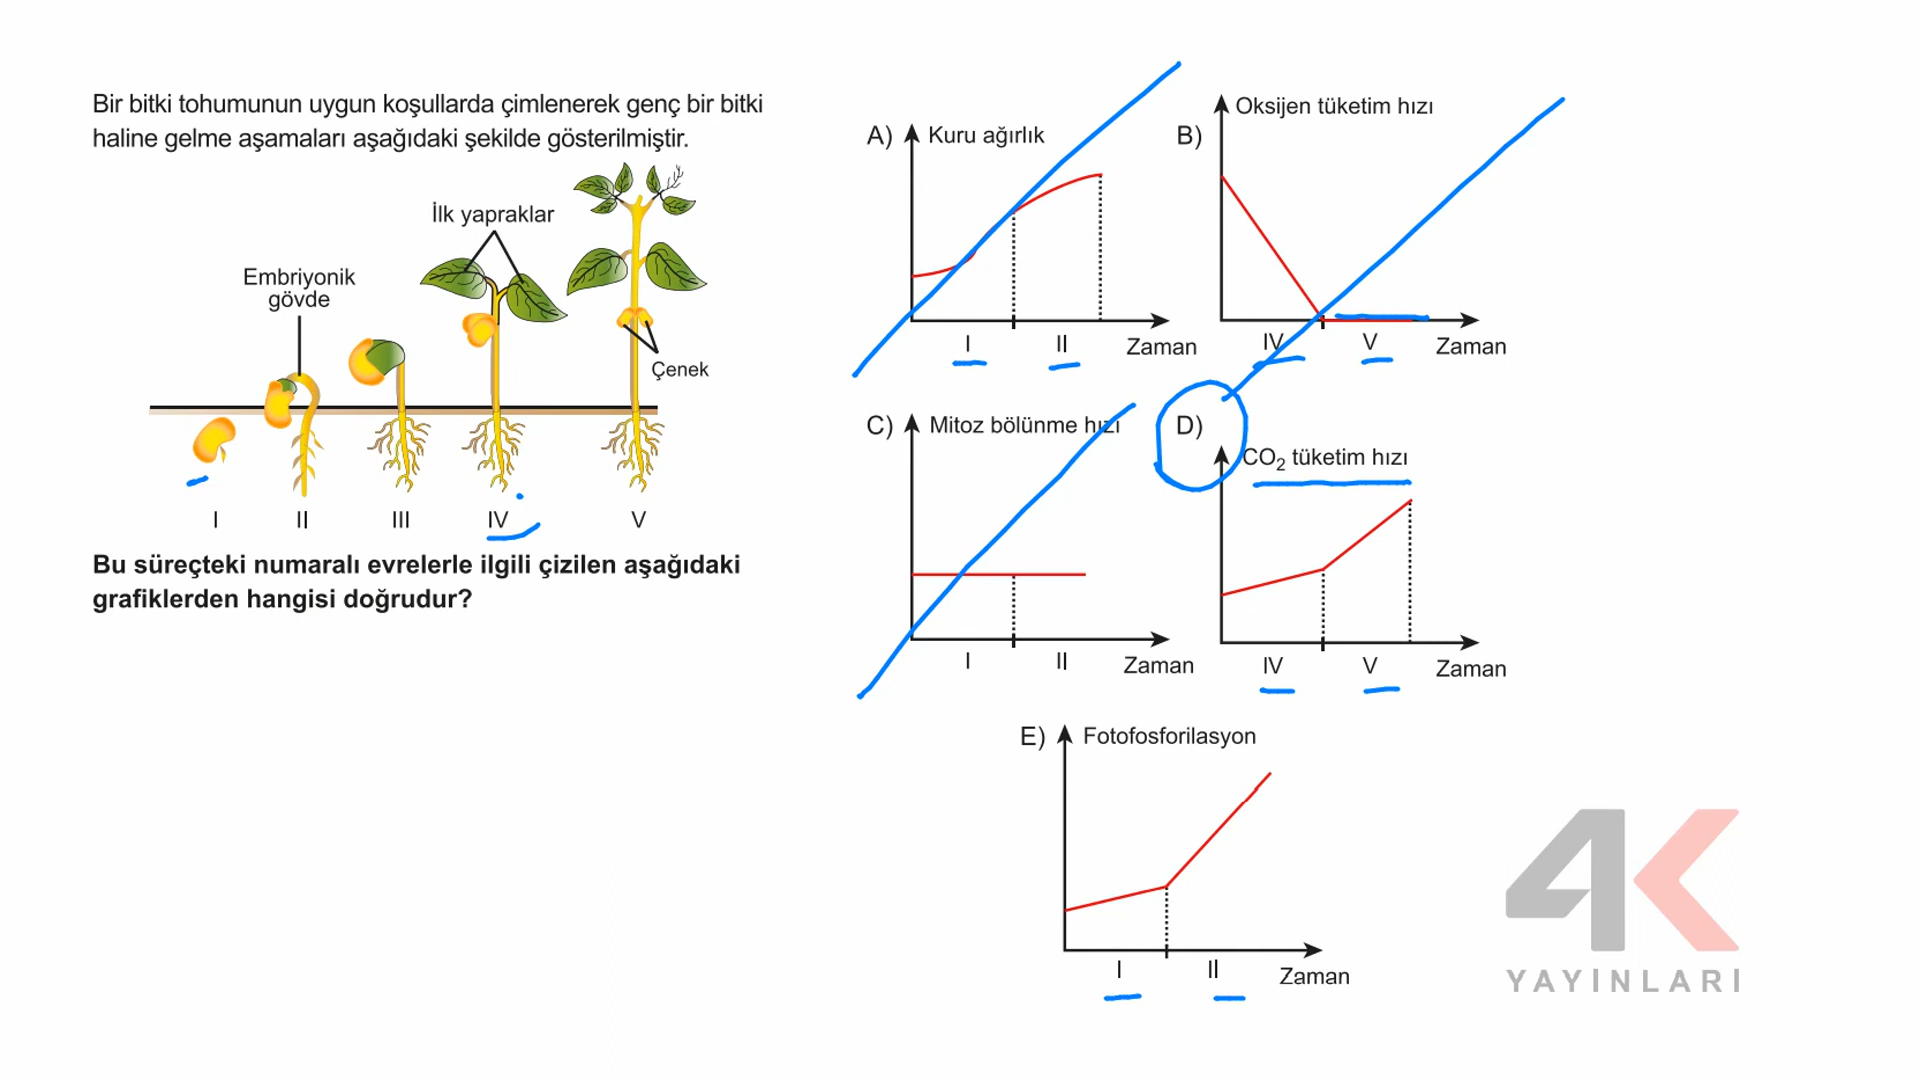 Bir bitki tohumunun uygun koşullarda çimlenerek genç bir bitki
haline gelme aşamaları aşağıdaki şekilde gösterilmiştir.
İlk yapraklar
Embriyonik
gövde
Çenek
I II III IV V
Bu süreçteki numaralı evrelerle ilgili çizilen aşağıdaki
grafiklerden hangisi doğrudur?
A) Kuru ağırlık
I II Zaman
B) Oksijen tüketim hızı
IV V Zaman
C) Mitoz bölünme hızı
I II Zaman
D) CO₂ tüketim hızı
IV V Zaman
E) Fotofosforilasyon
I II Zaman
4K
YAYINLARI